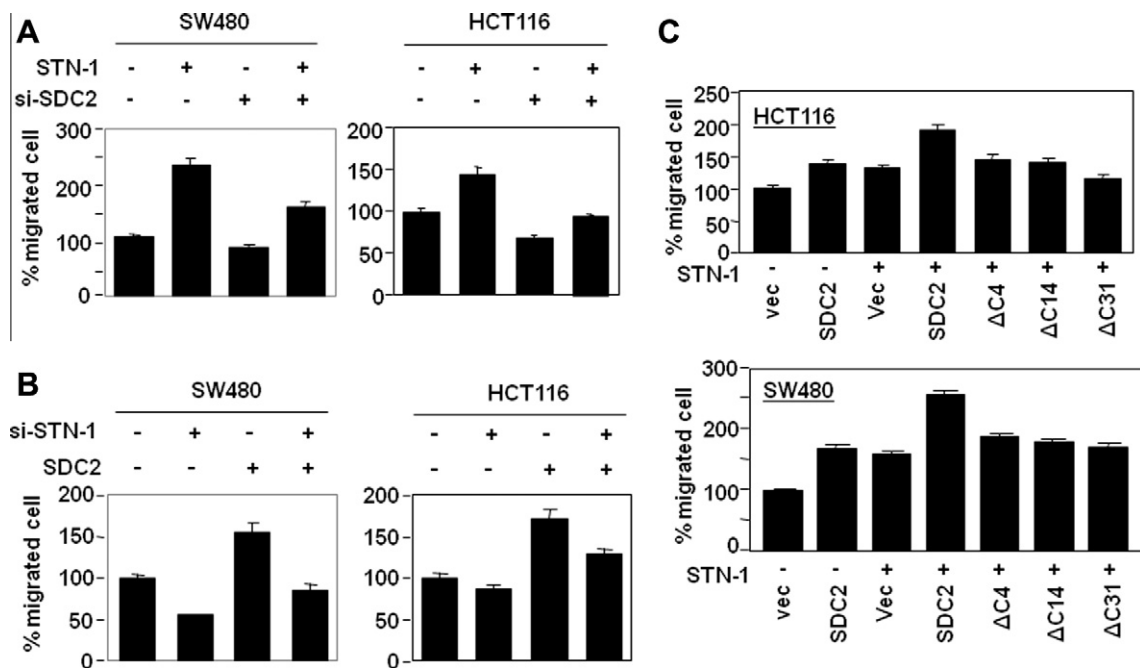 A
SW480
HCT116
STN-1 - + - + - + - +
si-SDC2 - - + + - - + +
% migrated cell
300
200
100
0
200
150
100
50
0
B
SW480
HCT116
si-STN-1 - + - + - + - +
SDC2 - - + + - - + +
% migrated cell
200
150
100
50
0
% migrated cell
200
150
100
50
0
C
HCT116
% migrated cell
250
200
150
100
50
0
STN-1 - - + + + + +
vec SDC2 Vec SDC2 ΔC4 ΔC14 ΔC31
SW480
% migrated cell
300
200
100
0
STN-1 - - + + + + +
vec SDC2 Vec SDC2 ΔC4 ΔC14 ΔC31